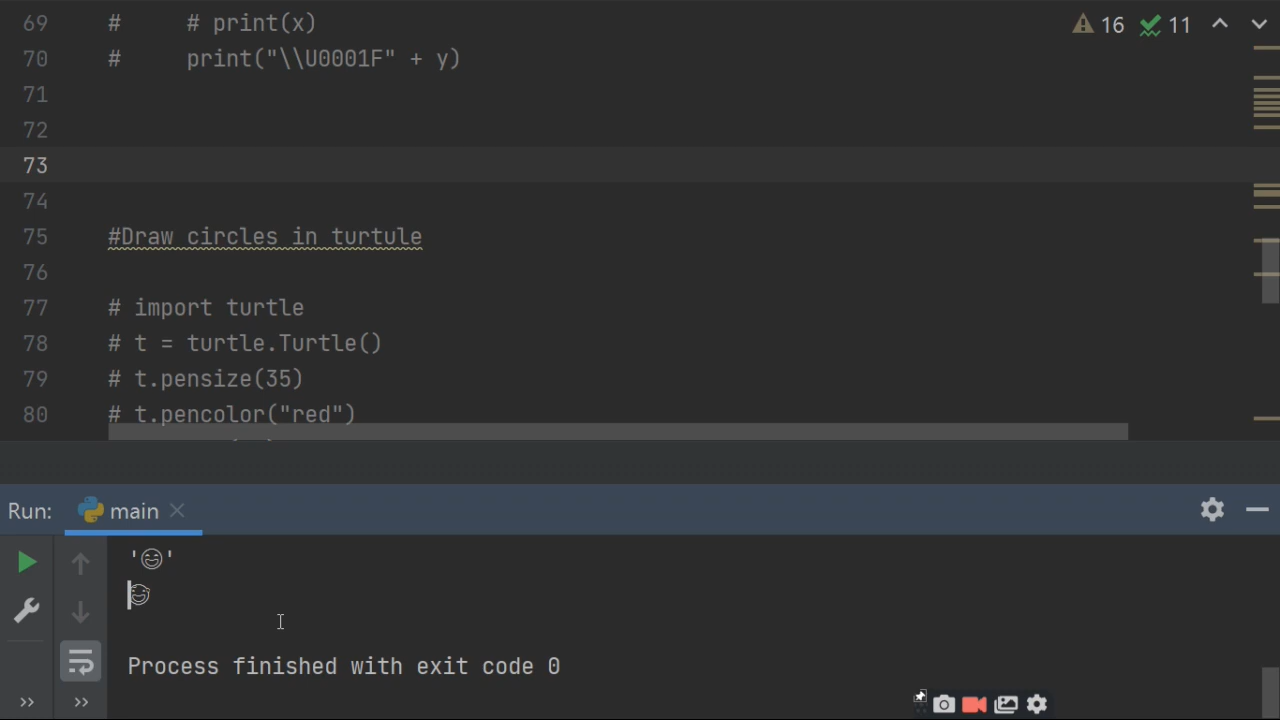 69 #     # print(x)
16 11
70 #     print("\\U0001F" + y)
71
72
73
74
75 #Draw circles in turtule
76
77 # import turtle
78 # t = turtle.Turtle()
79 # t.pensize(35)
80 # t.pencolor("red")
Run: main
'😄'
😄
Process finished with exit code 0